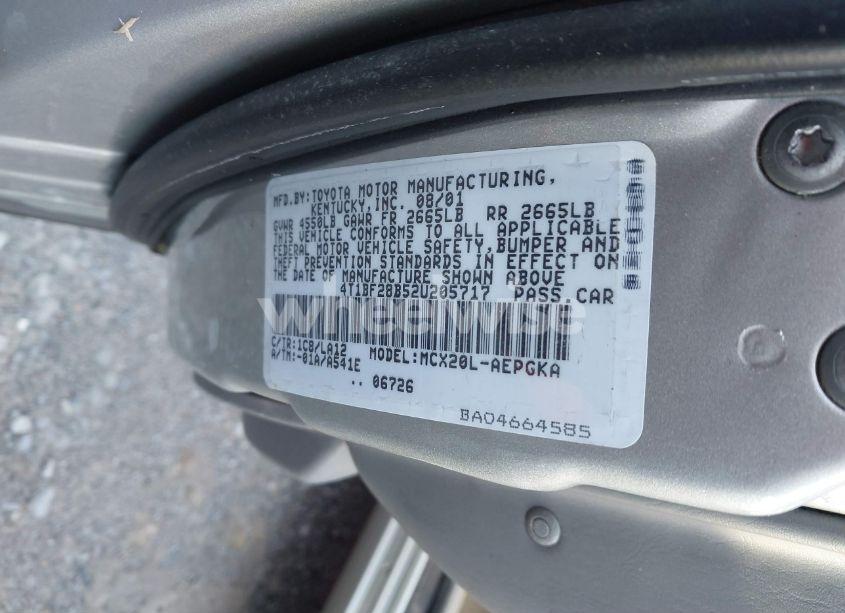 MFD.BY:TOYOTA MOTOR MANUFACTURING,
KENTUCKY,INC. 08/01
GVWR 4550LB GAWR FR 2665LB RR 2665LB
THIS VEHICLE CONFORMS TO ALL APPLICABLE
FEDERAL MOTOR VEHICLE SAFETY,BUMPER AND
THEFT PREVENTION STANDARDS IN EFFECT ON
THE DATE OF MANUFACTURE SHOWN ABOVE
4T1BF28B52U205717 PASS.CAR
wheelwise
C/TR:1C8/LA12 MODEL:MCX20L-AEPGKA
A/TM:-01A/A541E
.. 06726
BA04664585